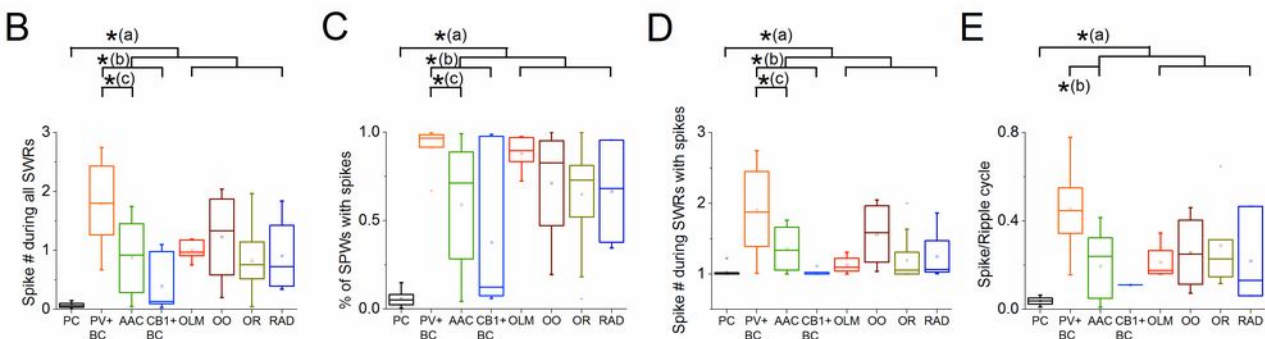 B
*(a)
*(b)
*(c)
Spike # during all SWRs
3
2
1
0
PC PV+ AAC CB1+ OLM OO OR RAD
BC BC
C
*(a)
*(b)
*(c)
% of SPWs with spikes
1.0
0.5
0.0
PC PV+ AAC CB1+ OLM OO OR RAD
BC BC
D
*(a)
*(b)
*(c)
Spike # during SWRs with spikes
3
2
1
PC PV+ AAC CB1+ OLM OO OR RAD
BC BC
E
*(a)
*(b)
Spike/Ripple cycle
0.8
0.4
0.0
PC PV+ AAC CB1+ OLM OO OR RAD
BC BC